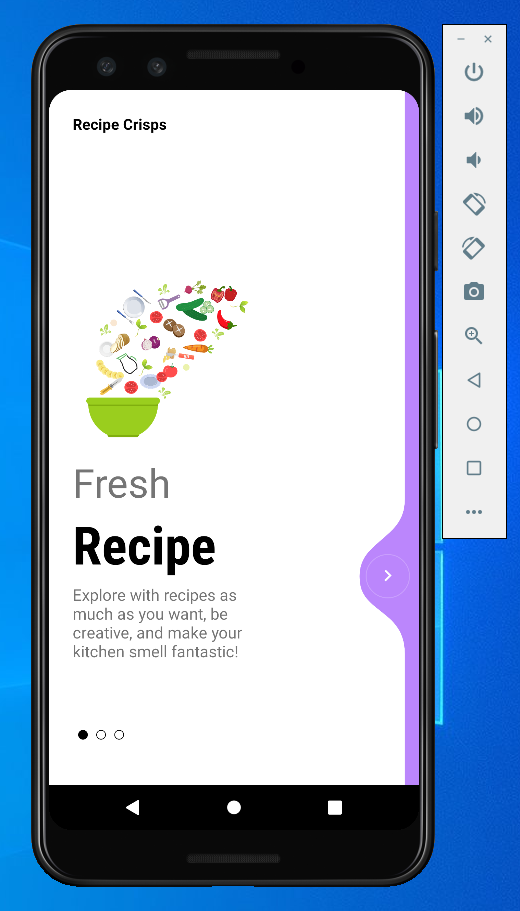 Recipe Crisps
Fresh
Recipe
Explore with recipes as
much as you want, be
creative, and make your
kitchen smell fantastic!